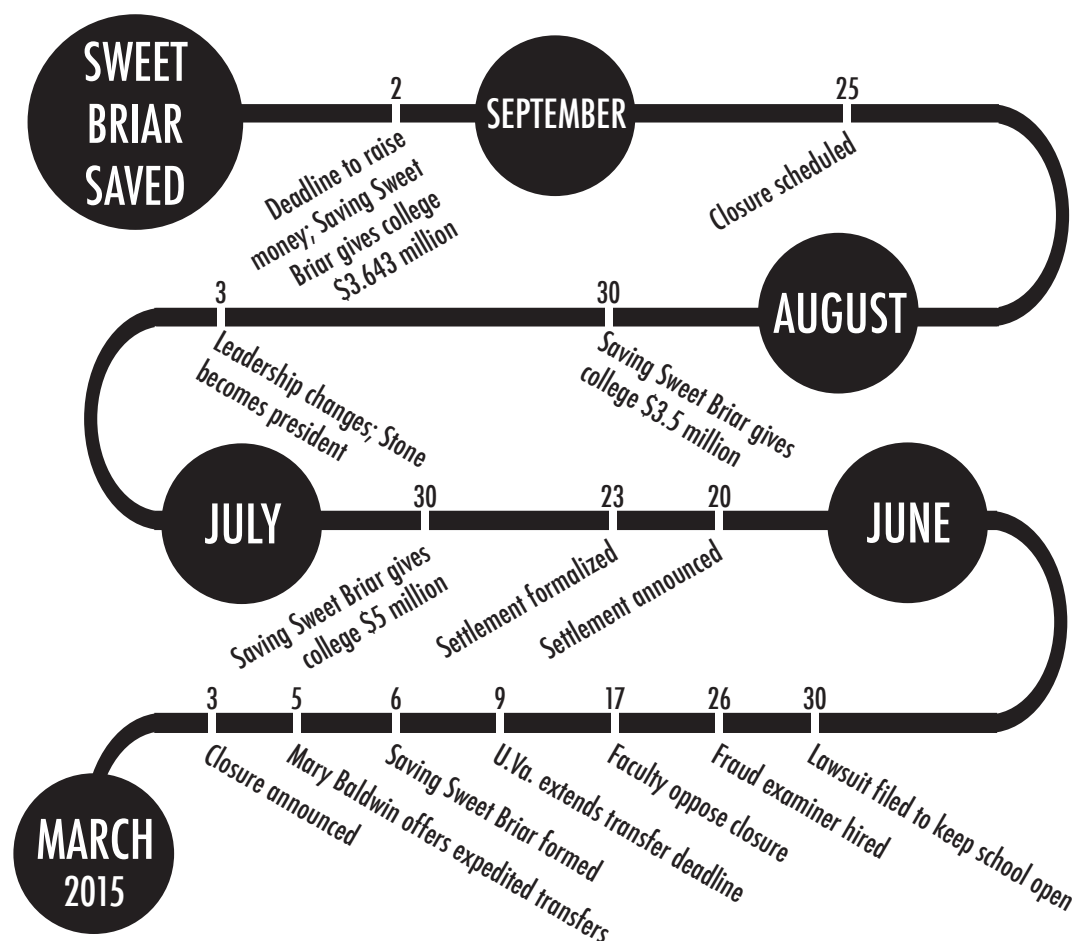 SWEET
BRIAR
SAVED
2
Deadline to raise
money; Saving Sweet
Briar gives college
$3.643 million
SEPTEMBER
25
Closure scheduled
3
Leadership changes; Stone
becomes president
30
Saving Sweet Briar gives
college $3.5 million
AUGUST
JULY
30
Saving Sweet Briar gives
college $5 million
23
Settlement formalized
20
Settlement announced
JUNE
3
Closure announced
5
Mary Baldwin offers expedited transfers
6
Saving Sweet Briar formed
9
U.Va. extends transfer deadline
17
Faculty oppose closure
26
Fraud examiner hired
30
Lawsuit filed to keep school open
MARCH
2015